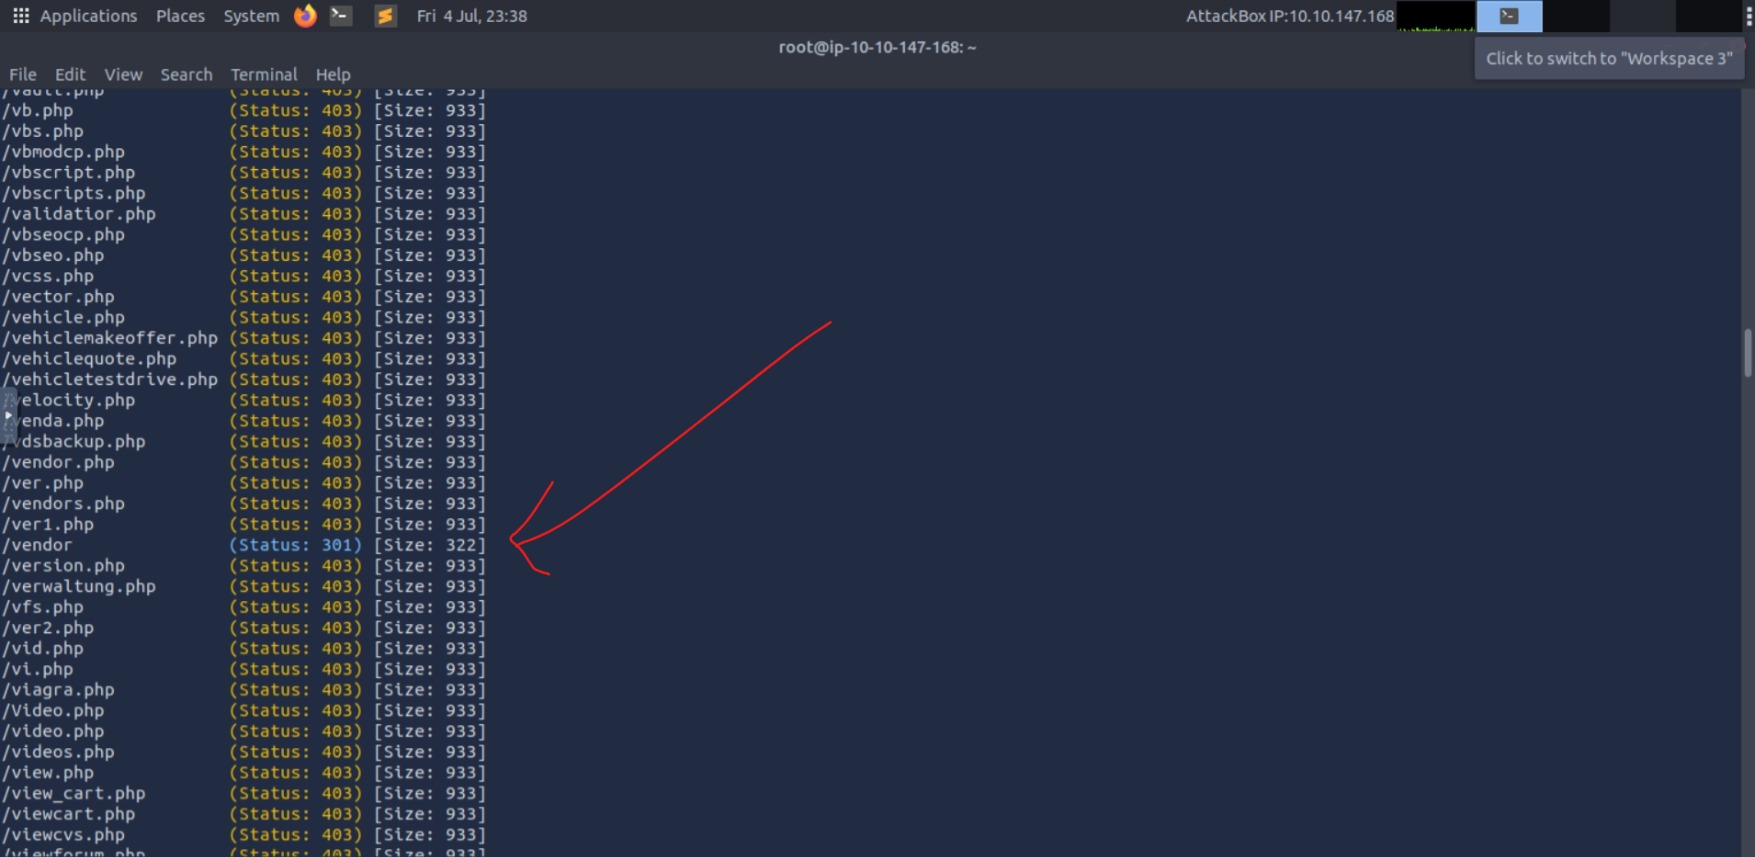 Applications Places System Fri 4 Jul, 23:38 AttackBox IP:10.10.147.168
root@ip-10-10-147-168: ~
Click to switch to "Workspace 3"
File Edit View Search Terminal Help
/vault.php (Status: 403) [Size: 933]
/vb.php (Status: 403) [Size: 933]
/vbs.php (Status: 403) [Size: 933]
/vbmodcp.php (Status: 403) [Size: 933]
/vbscript.php (Status: 403) [Size: 933]
/vbscripts.php (Status: 403) [Size: 933]
/validatior.php (Status: 403) [Size: 933]
/vbseocp.php (Status: 403) [Size: 933]
/vbseo.php (Status: 403) [Size: 933]
/vcss.php (Status: 403) [Size: 933]
/vector.php (Status: 403) [Size: 933]
/vehicle.php (Status: 403) [Size: 933]
/vehiclemakeoffer.php (Status: 403) [Size: 933]
/vehiclequote.php (Status: 403) [Size: 933]
/vehicletestdrive.php (Status: 403) [Size: 933]
/velocity.php (Status: 403) [Size: 933]
/venda.php (Status: 403) [Size: 933]
/vdsbackup.php (Status: 403) [Size: 933]
/vendor.php (Status: 403) [Size: 933]
/ver.php (Status: 403) [Size: 933]
/vendors.php (Status: 403) [Size: 933]
/ver1.php (Status: 403) [Size: 933]
/vendor (Status: 301) [Size: 322]
/version.php (Status: 403) [Size: 933]
/verwaltung.php (Status: 403) [Size: 933]
/vfs.php (Status: 403) [Size: 933]
/ver2.php (Status: 403) [Size: 933]
/vid.php (Status: 403) [Size: 933]
/vi.php (Status: 403) [Size: 933]
/viagra.php (Status: 403) [Size: 933]
/Video.php (Status: 403) [Size: 933]
/video.php (Status: 403) [Size: 933]
/videos.php (Status: 403) [Size: 933]
/view.php (Status: 403) [Size: 933]
/view_cart.php (Status: 403) [Size: 933]
/viewcart.php (Status: 403) [Size: 933]
/viewcvs.php (Status: 403) [Size: 933]
/viewforum.php (Status: 403) [Size: 933]